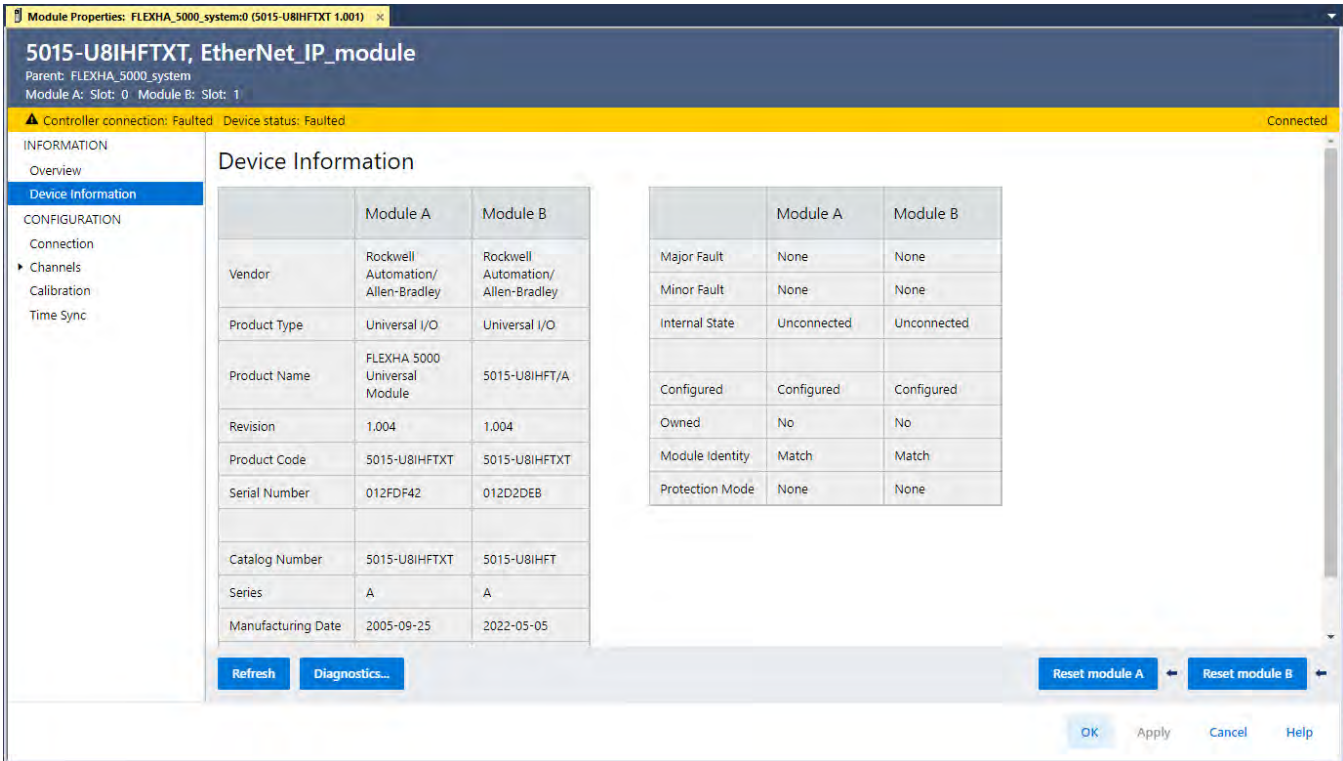 Module Properties: FLEXHA_5000_system:0 (5015-U8IHFTXT 1.001) ×
5015-U8IHFTXT, EtherNet_IP_module
Parent: FLEXHA_5000_system
Module A: Slot: 0 Module B: Slot: 1
Controller connection: Faulted Device status: Faulted
Connected
INFORMATION
Overview
Device Information
CONFIGURATION
Connection
Channels
Calibration
Time Sync
Device Information
Module A Module B
Vendor
Rockwell Automation/ Allen-Bradley
Rockwell Automation/ Allen-Bradley
Product Type Universal I/O Universal I/O
Product Name
FLEXHA 5000 Universal Module
5015-U8IHFT/A
Revision 1.004 1.004
Product Code 5015-U8IHFTXT 5015-U8IHFTXT
Serial Number 012FDF42 012D2DEB
Catalog Number 5015-U8IHFTXT 5015-U8IHFT
Series A A
Manufacturing Date 2005-09-25 2022-05-05
Module A Module B
Major Fault None None
Minor Fault None None
Internal State Unconnected Unconnected
Configured Configured Configured
Owned No No
Module Identity Match Match
Protection Mode None None
Refresh
Diagnostics...
Reset module A
Reset module B
OK Apply Cancel Help